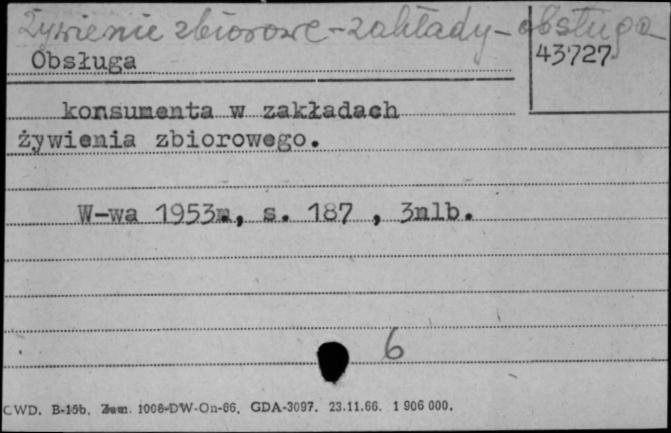 Żywienie zbiorowe - zakłady - obsługa
Obsługa
43727
konsumenta w zakładach
żywienia zbiorowego.
W-wa 1953r, s. 187 , 3nlb.
6
CWD. B-15b. Zam. 1008-DW-On-66. GDA-3097. 23.11.66. 1 906 000.